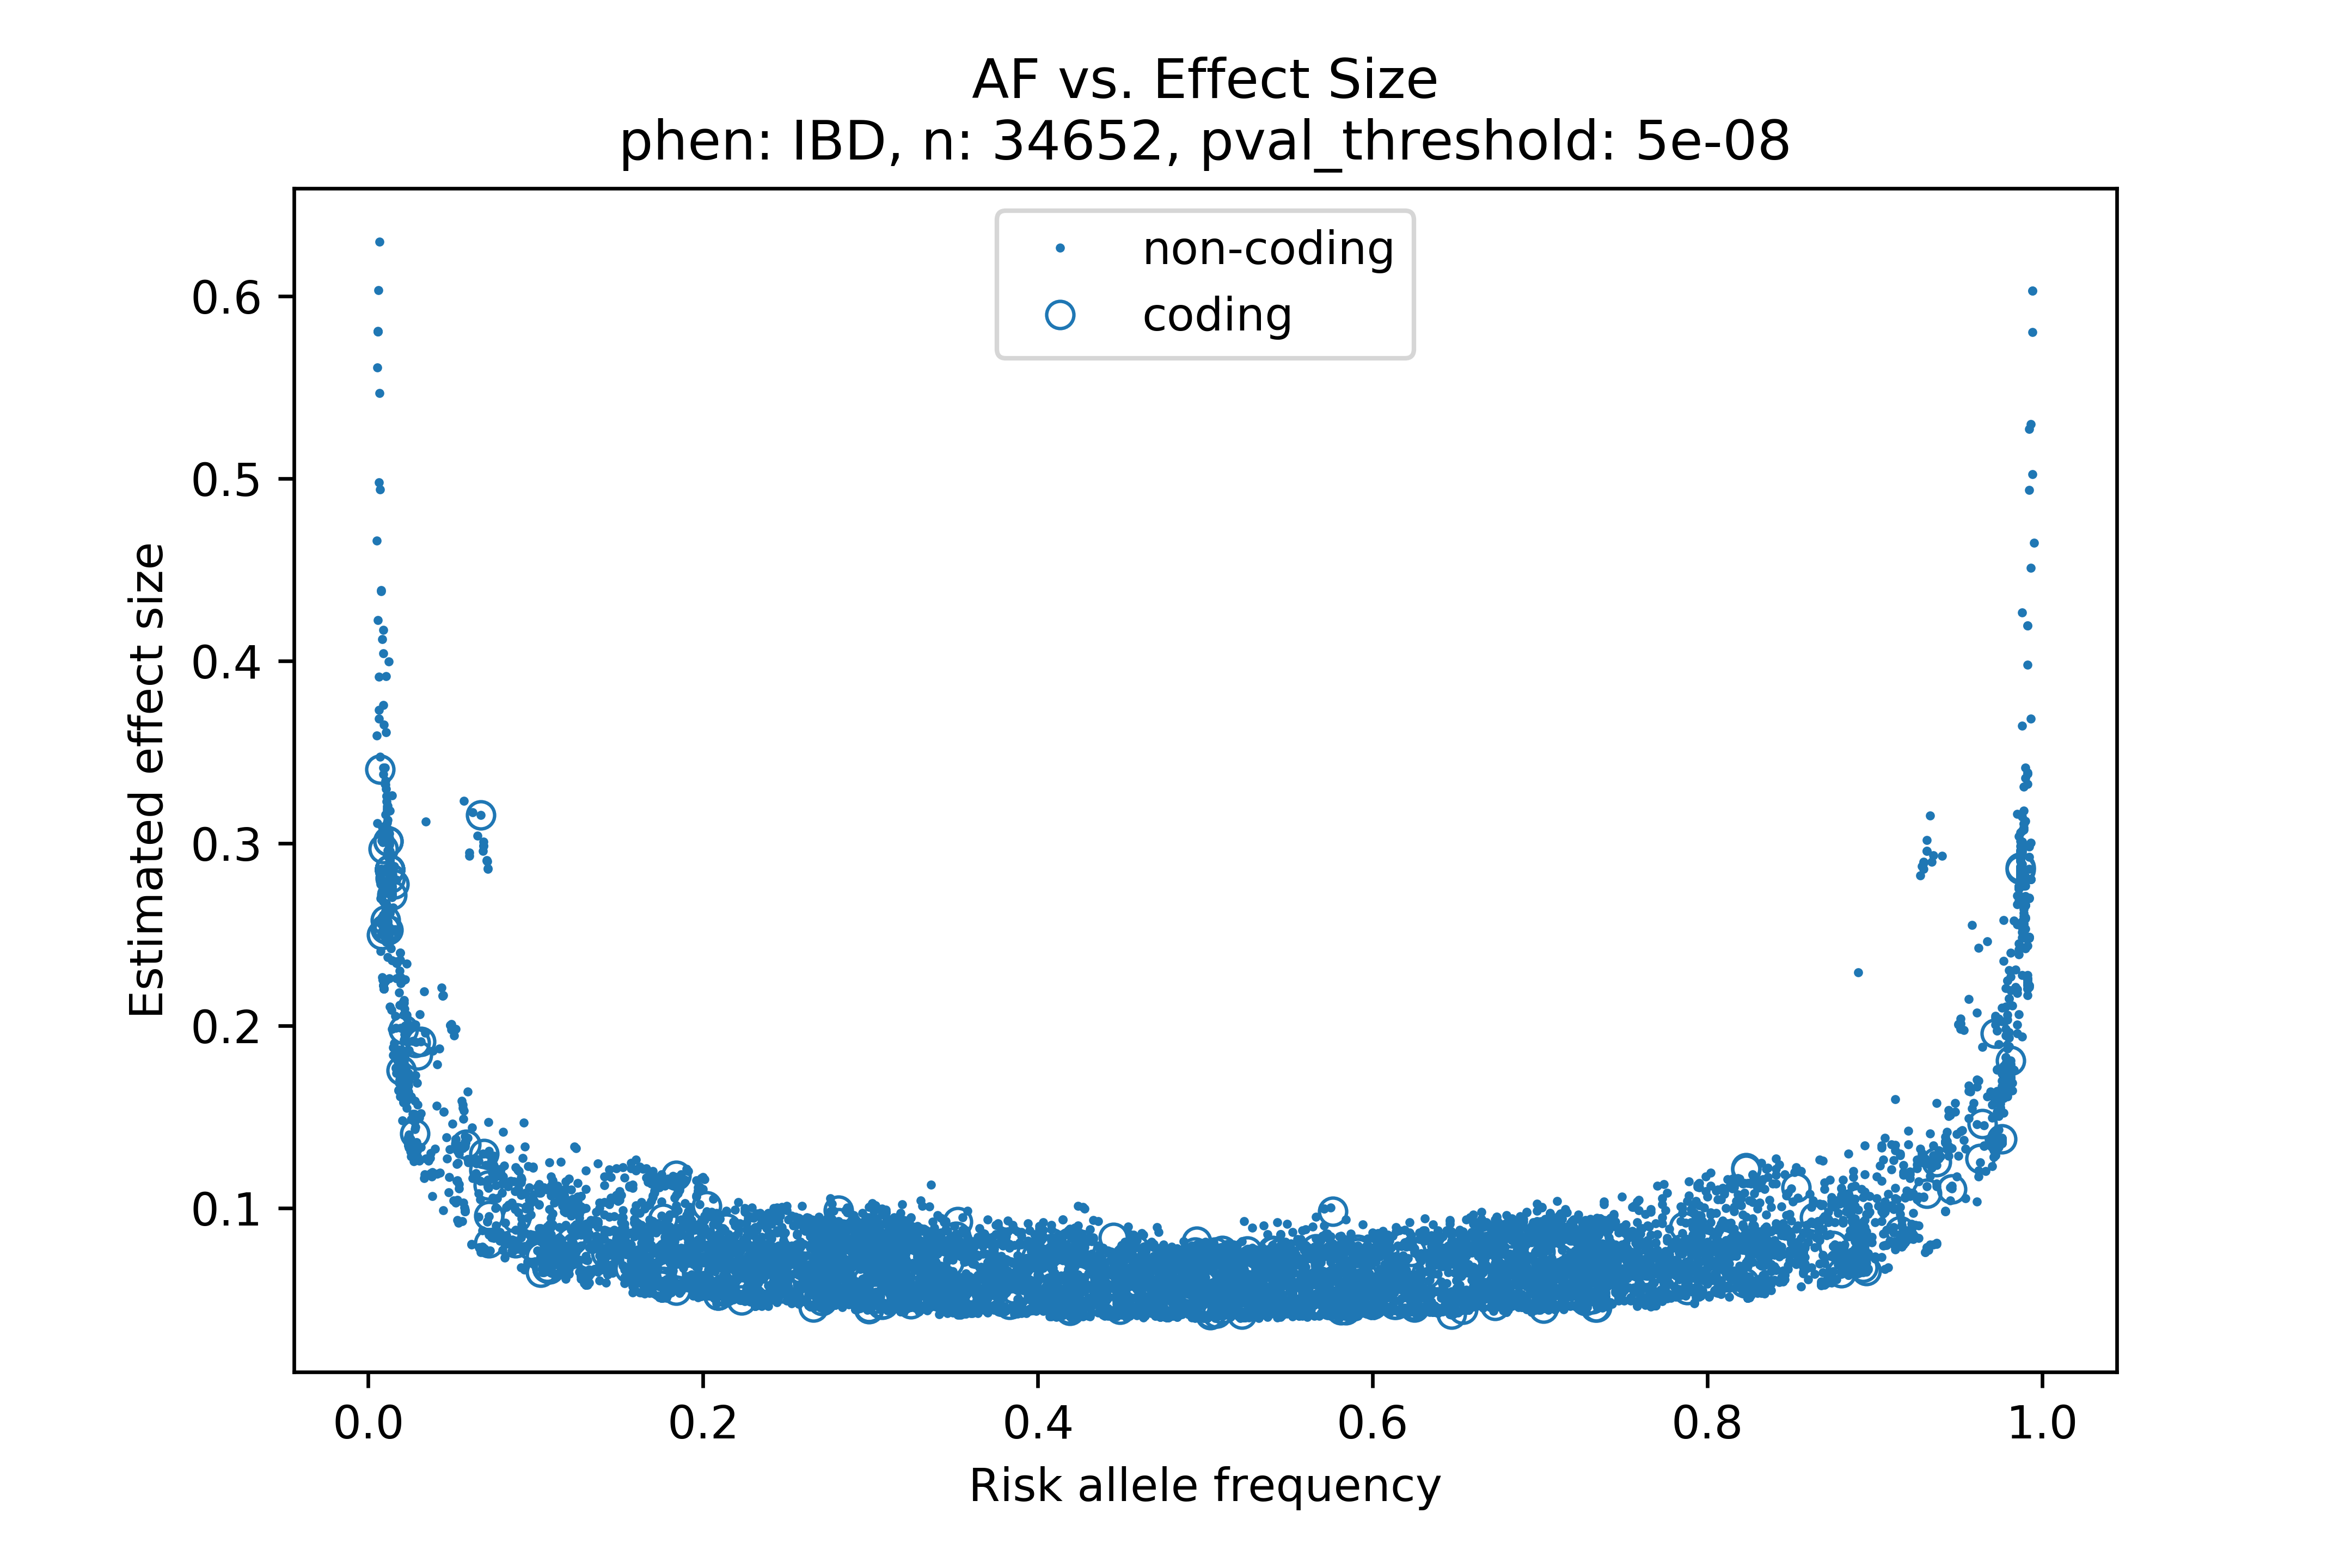 AF vs. Effect Size
phen: IBD, n: 34652, pval_threshold: 5e-08
non-coding
coding
0.6
0.5
0.4
0.3
0.2
0.1
Estimated effect size
0.0 0.2 0.4 0.6 0.8 1.0
Risk allele frequency